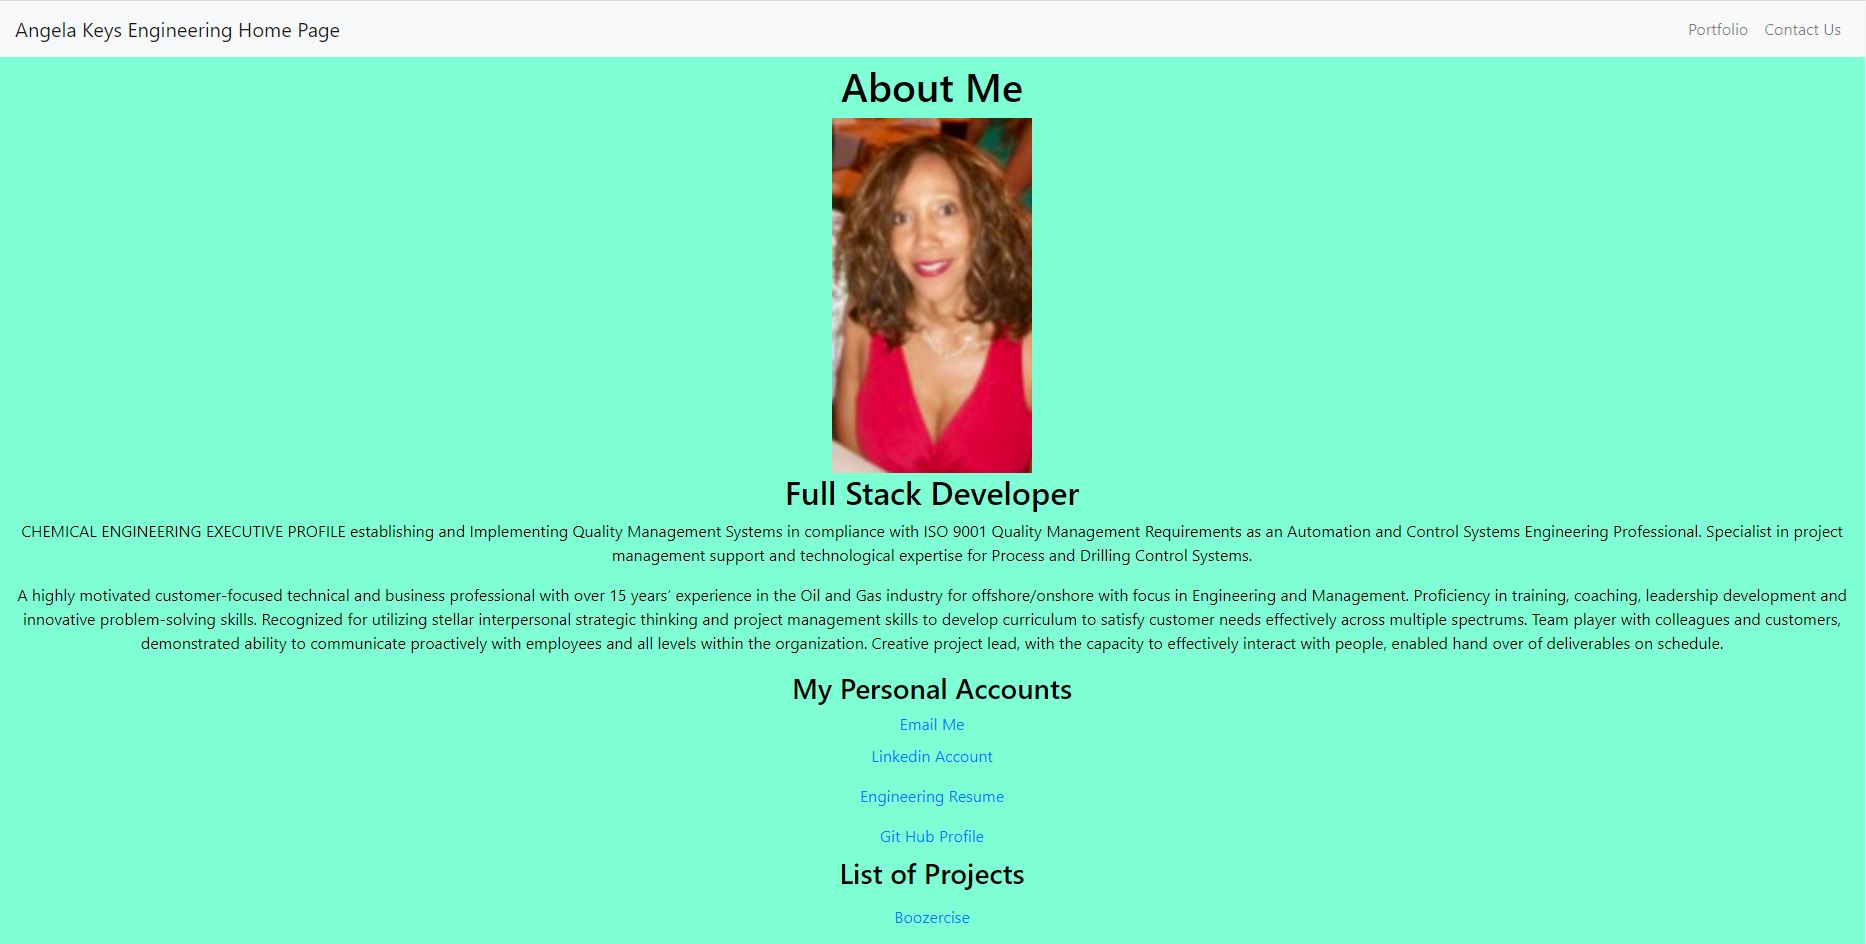 Angela Keys Engineering Home Page
Portfolio
Contact Us
About Me
Full Stack Developer
CHEMICAL ENGINEERING EXECUTIVE PROFILE establishing and Implementing Quality Management Systems in compliance with ISO 9001 Quality Management Requirements as an Automation and Control Systems Engineering Professional. Specialist in project
management support and technological expertise for Process and Drilling Control Systems.
A highly motivated customer-focused technical and business professional with over 15 years’ experience in the Oil and Gas industry for offshore/onshore with focus in Engineering and Management. Proficiency in training, coaching, leadership development and
innovative problem-solving skills. Recognized for utilizing stellar interpersonal strategic thinking and project management skills to develop curriculum to satisfy customer needs effectively across multiple spectrums. Team player with colleagues and customers,
demonstrated ability to communicate proactively with employees and all levels within the organization. Creative project lead, with the capacity to effectively interact with people, enabled hand over of deliverables on schedule.
My Personal Accounts
Email Me
Linkedin Account
Engineering Resume
Git Hub Profile
List of Projects
Boozercise